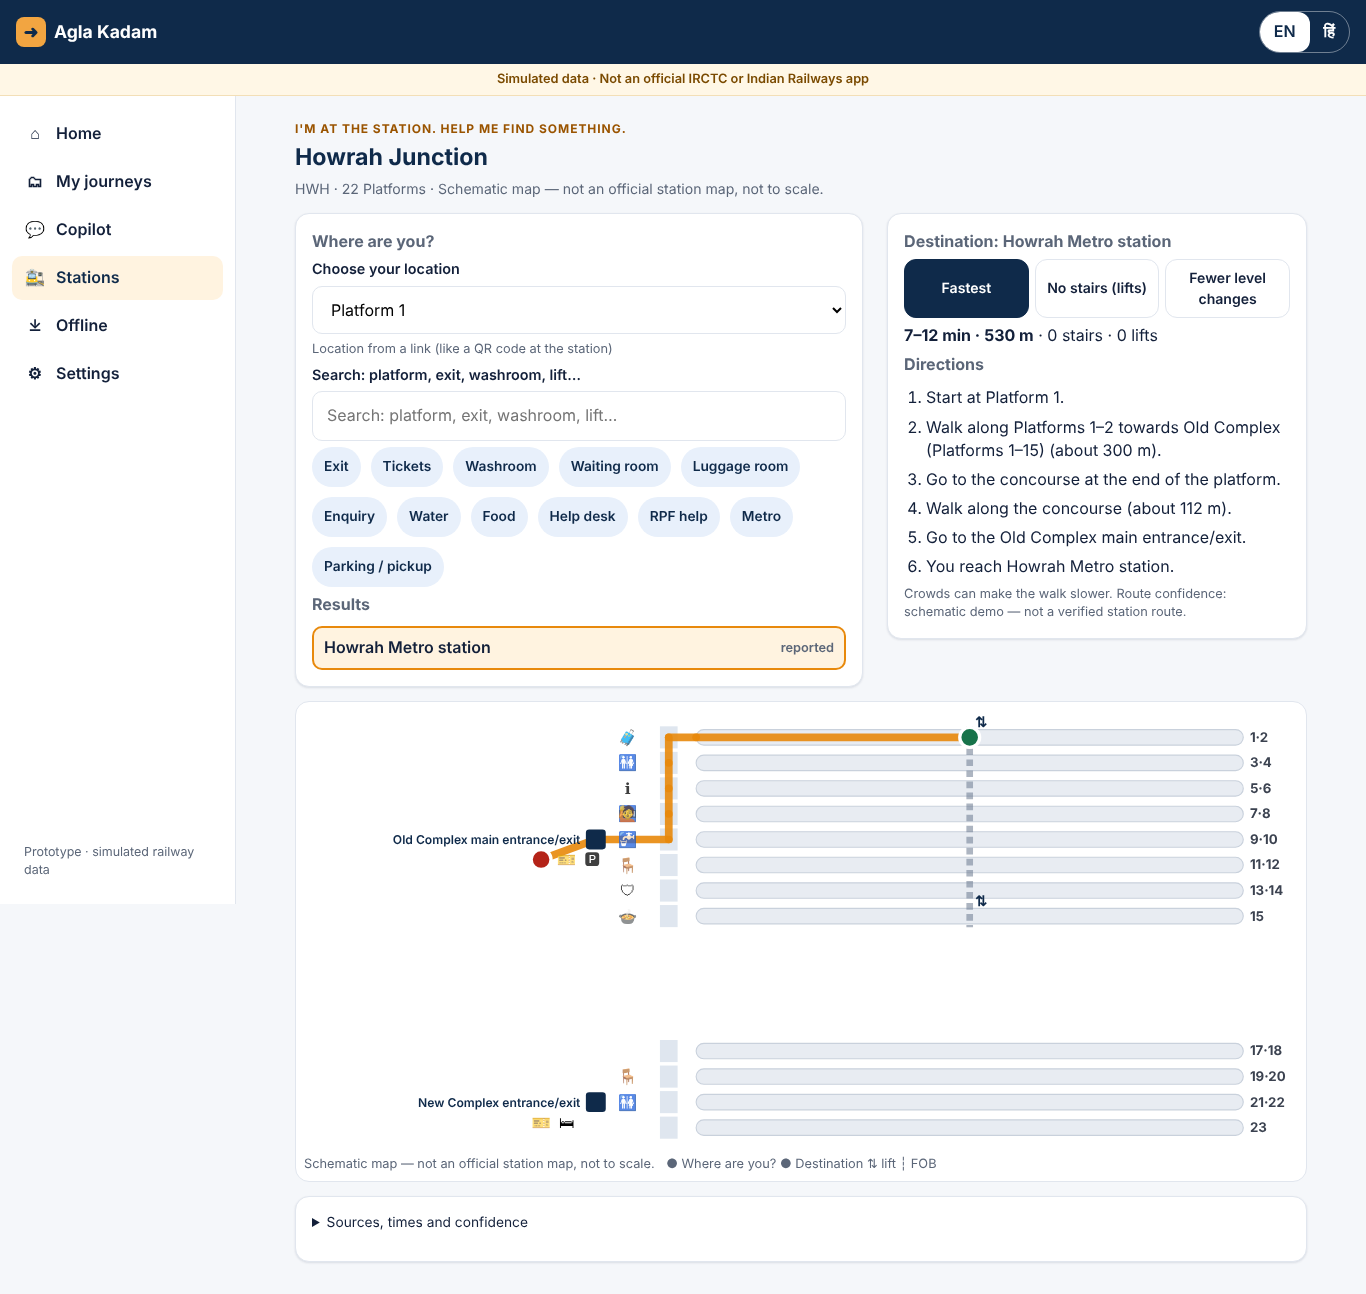 Agla Kadam
EN
हिं
Simulated data · Not an official IRCTC or Indian Railways app
Home
My journeys
Copilot
Stations
Offline
Settings
Prototype · simulated railway
data
I'M AT THE STATION. HELP ME FIND SOMETHING.
Howrah Junction
HWH · 22 Platforms · Schematic map — not an official station map, not to scale.
Where are you?
Choose your location
Platform 1
Location from a link (like a QR code at the station)
Search: platform, exit, washroom, lift…
Search: platform, exit, washroom, lift…
Exit
Tickets
Washroom
Waiting room
Luggage room
Enquiry
Water
Food
Help desk
RPF help
Metro
Parking / pickup
Results
Howrah Metro station
reported
Destination: Howrah Metro station
Fastest
No stairs (lifts)
Fewer level
changes
7–12 min · 530 m · 0 stairs · 0 lifts
Directions
1. Start at Platform 1.
2. Walk along Platforms 1–2 towards Old Complex
(Platforms 1–15) (about 300 m).
3. Go to the concourse at the end of the platform.
4. Walk along the concourse (about 112 m).
5. Go to the Old Complex main entrance/exit.
6. You reach Howrah Metro station.
Crowds can make the walk slower. Route confidence:
schematic demo — not a verified station route.
1·2
3·4
5·6
7·8
Old Complex main entrance/exit
9·10
P
11·12
13·14
15
17·18
19·20
New Complex entrance/exit
21·22
23
Schematic map — not an official station map, not to scale. ● Where are you? ● Destination ⇅ lift ┆ FOB
Sources, times and confidence